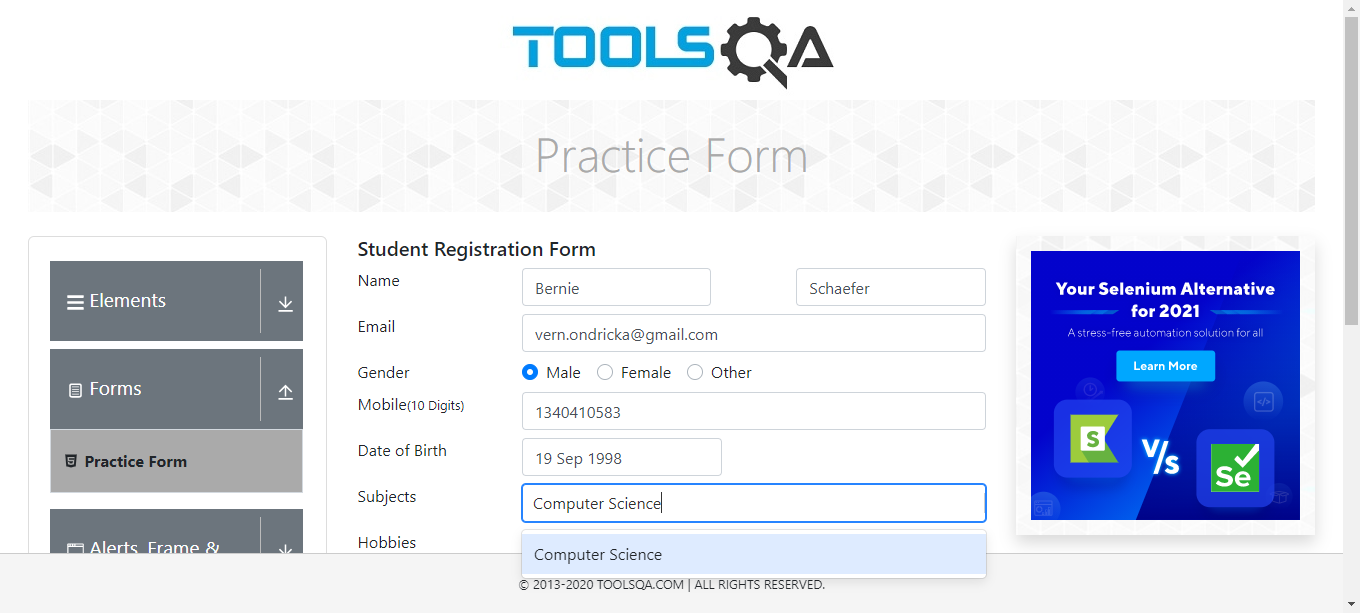 TOOLSQA
Practice Form
Elements
Forms
Practice Form
Alerts, Frame &
Student Registration Form
Name
Bernie
Schaefer
Email
vern.ondricka@gmail.com
Gender
Male
Female
Other
Mobile(10 Digits)
1340410583
Date of Birth
19 Sep 1998
Subjects
Computer Science
Hobbies
Computer Science
Your Selenium Alternative
for 2021
A stress-free automation solution for all
Learn More
S
V/s
Se
© 2013-2020 TOOLSQA.COM | ALL RIGHTS RESERVED.